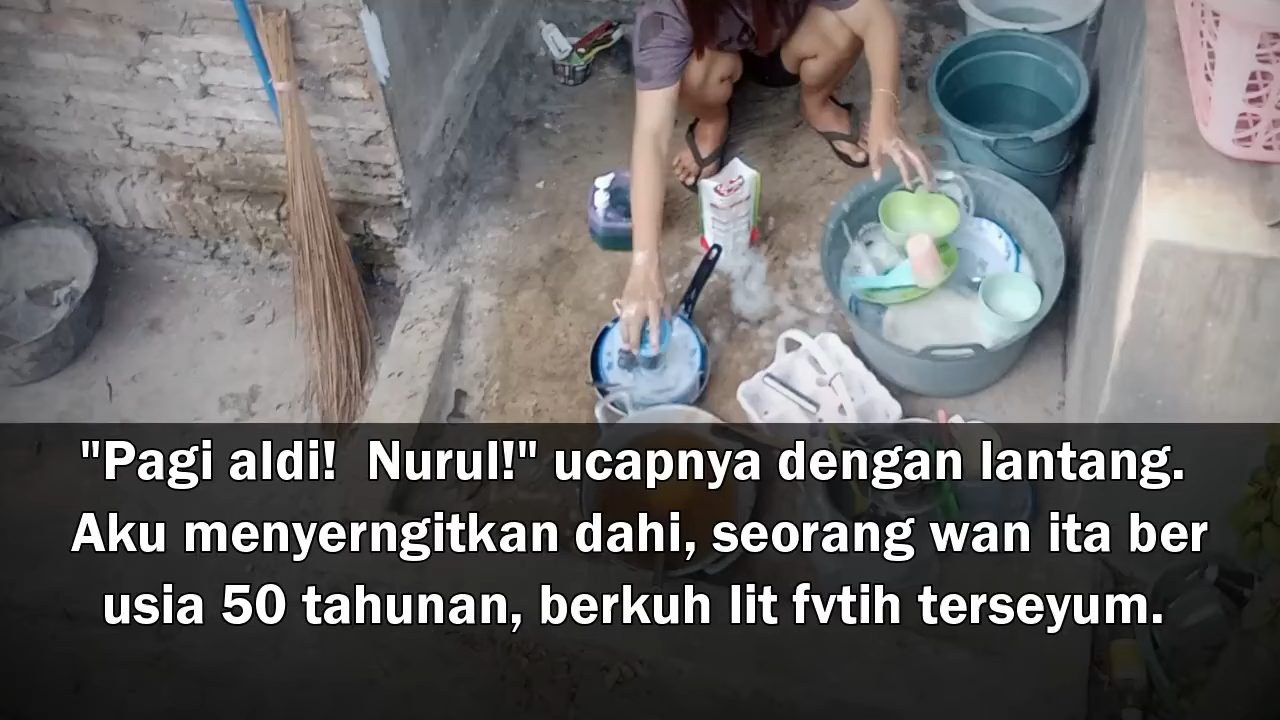 "Pagi aldi!  Nurul!" ucapnya dengan lantang.
Aku menyerngitkan dahi, seorang wan ita ber
usia 50 tahunan, berkuh lit fvtih terseyum.